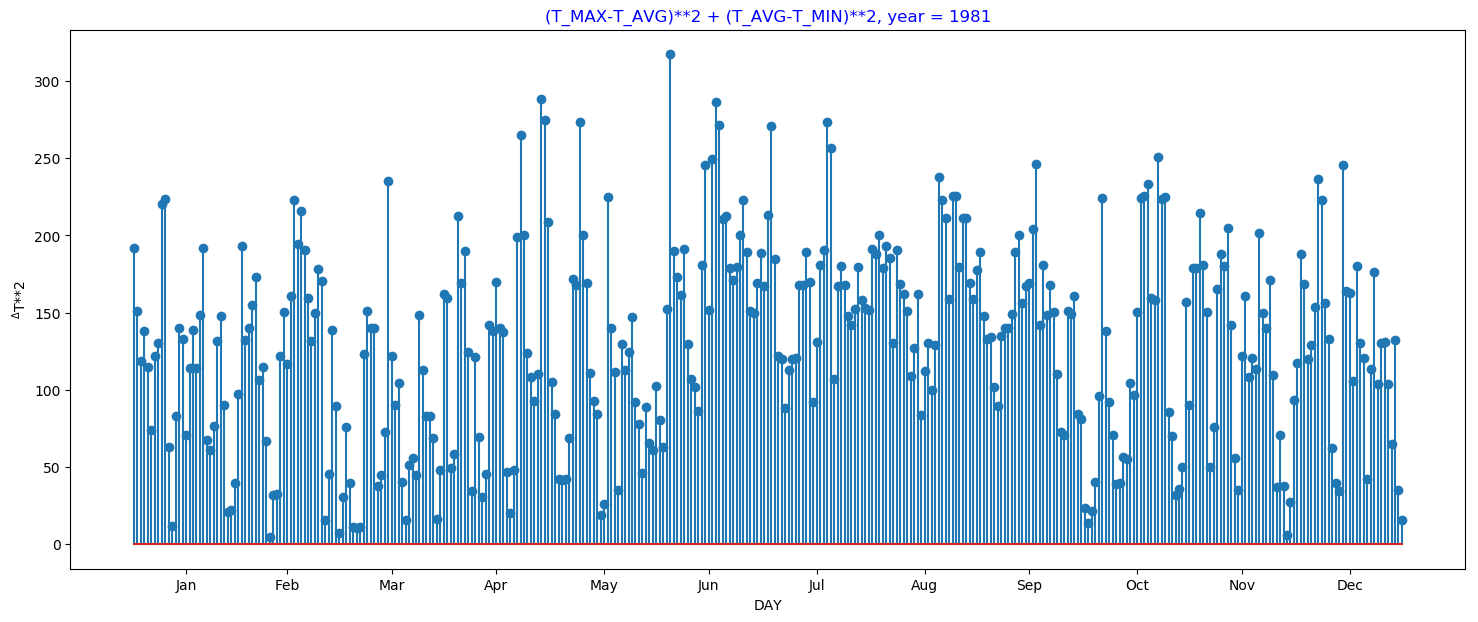 (T_MAX-T_AVG)**2 + (T_AVG-T_MIN)**2, year = 1981
300
250
200
150
100
50
0
ΔT**2
Jan Feb Mar Apr May Jun Jul Aug Sep Oct Nov Dec
DAY